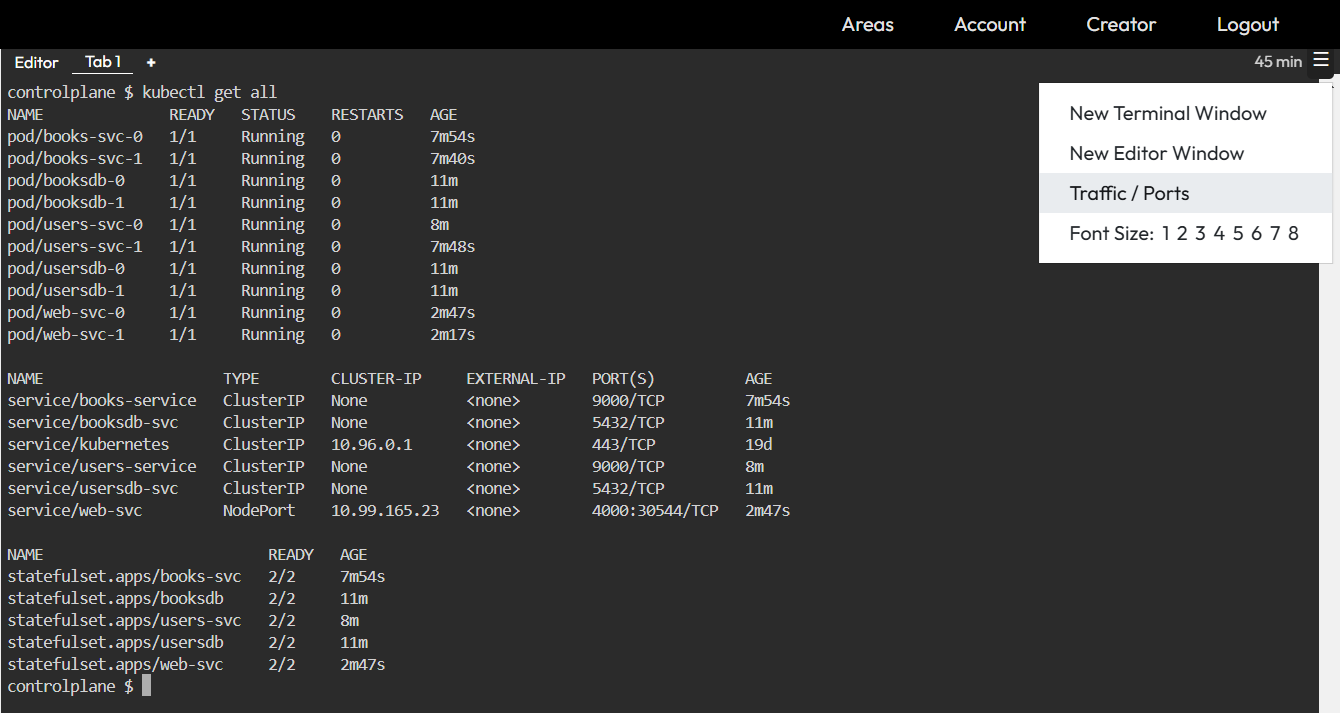 Areas Account Creator Logout
Editor Tab 1 + 45 min
New Terminal Window
New Editor Window
Traffic / Ports
Font Size: 1 2 3 4 5 6 7 8
controlplane $ kubectl get all
NAME READY STATUS RESTARTS AGE
pod/books-svc-0 1/1 Running 0 7m54s
pod/books-svc-1 1/1 Running 0 7m40s
pod/booksdb-0 1/1 Running 0 11m
pod/booksdb-1 1/1 Running 0 11m
pod/users-svc-0 1/1 Running 0 8m
pod/users-svc-1 1/1 Running 0 7m48s
pod/usersdb-0 1/1 Running 0 11m
pod/usersdb-1 1/1 Running 0 11m
pod/web-svc-0 1/1 Running 0 2m47s
pod/web-svc-1 1/1 Running 0 2m17s
NAME TYPE CLUSTER-IP EXTERNAL-IP PORT(S) AGE
service/books-service ClusterIP None <none> 9000/TCP 7m54s
service/booksdb-svc ClusterIP None <none> 5432/TCP 11m
service/kubernetes ClusterIP 10.96.0.1 <none> 443/TCP 19d
service/users-service ClusterIP None <none> 9000/TCP 8m
service/usersdb-svc ClusterIP None <none> 5432/TCP 11m
service/web-svc NodePort 10.99.165.23 <none> 4000:30544/TCP 2m47s
NAME READY AGE
statefulset.apps/books-svc 2/2 7m54s
statefulset.apps/booksdb 2/2 11m
statefulset.apps/users-svc 2/2 8m
statefulset.apps/usersdb 2/2 11m
statefulset.apps/web-svc 2/2 2m47s
controlplane $